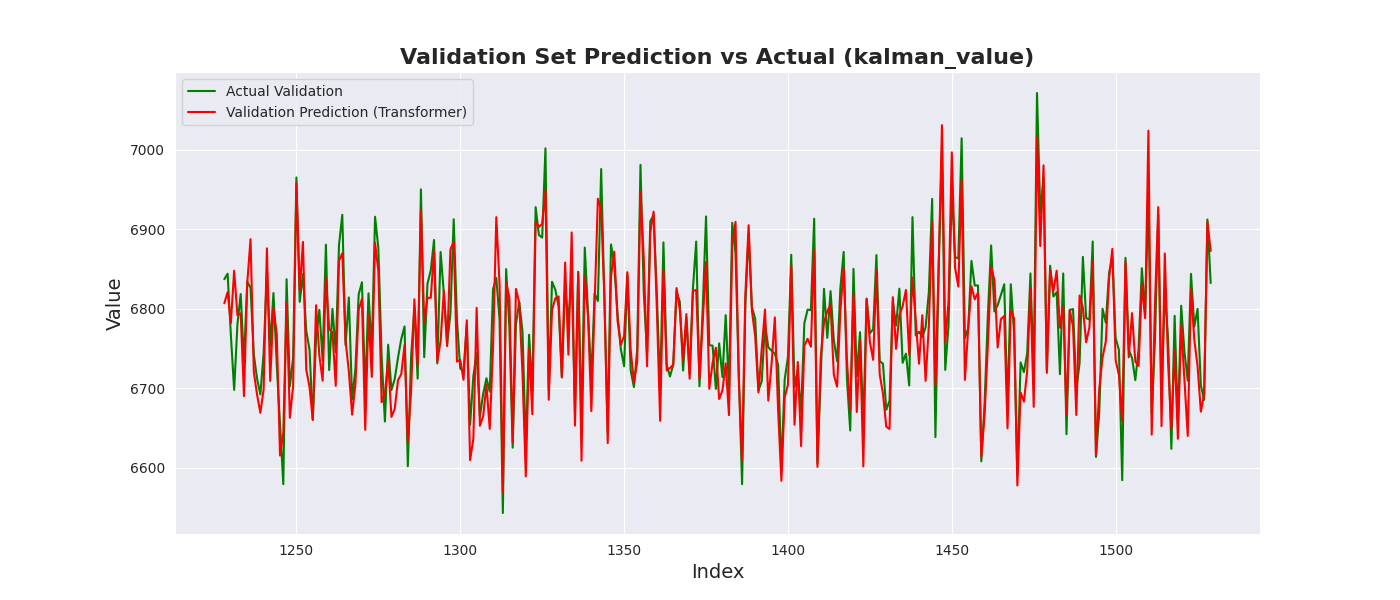 Validation Set Prediction vs Actual (kalman_value)
Actual Validation
Validation Prediction (Transformer)
Value
7000
6900
6800
6700
6600
1250 1300 1350 1400 1450 1500
Index